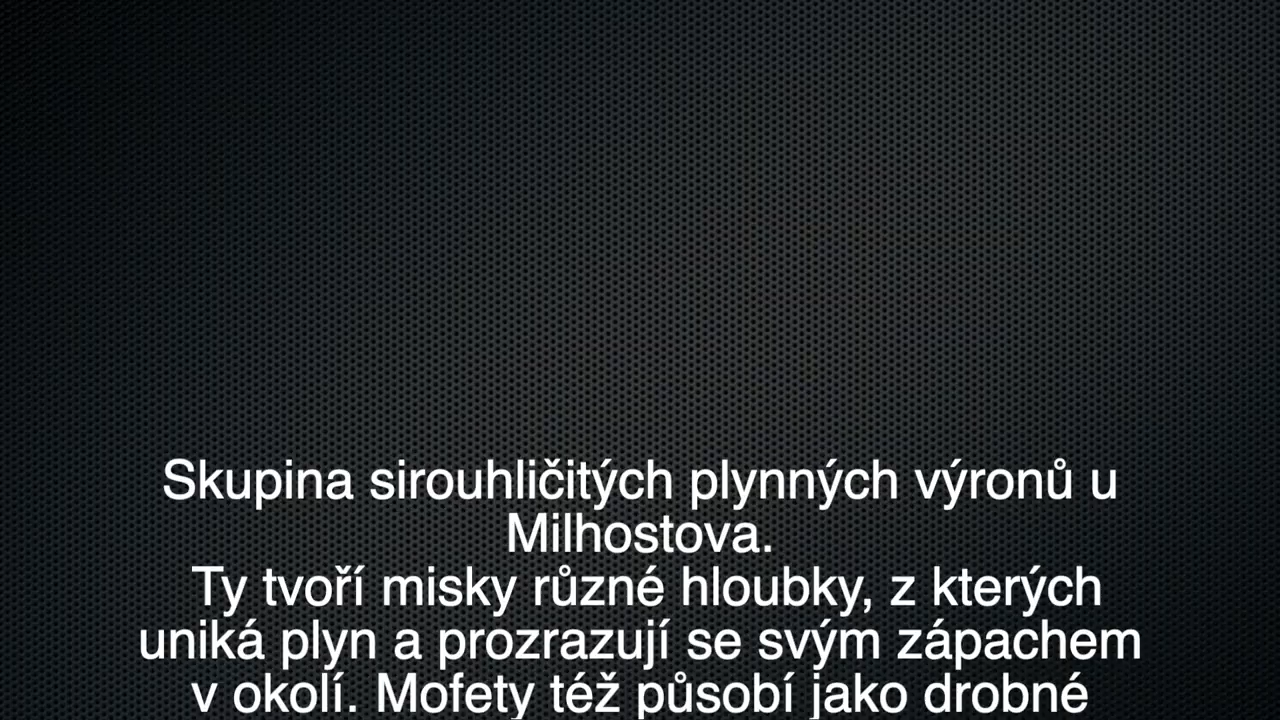 Skupina sirouhličitých plynných výronů u
Milhostova.
Ty tvoří misky různé hloubky, z kterých
uniká plyn a prozrazují se svým zápachem
v okolí. Mofety též působí jako drobné